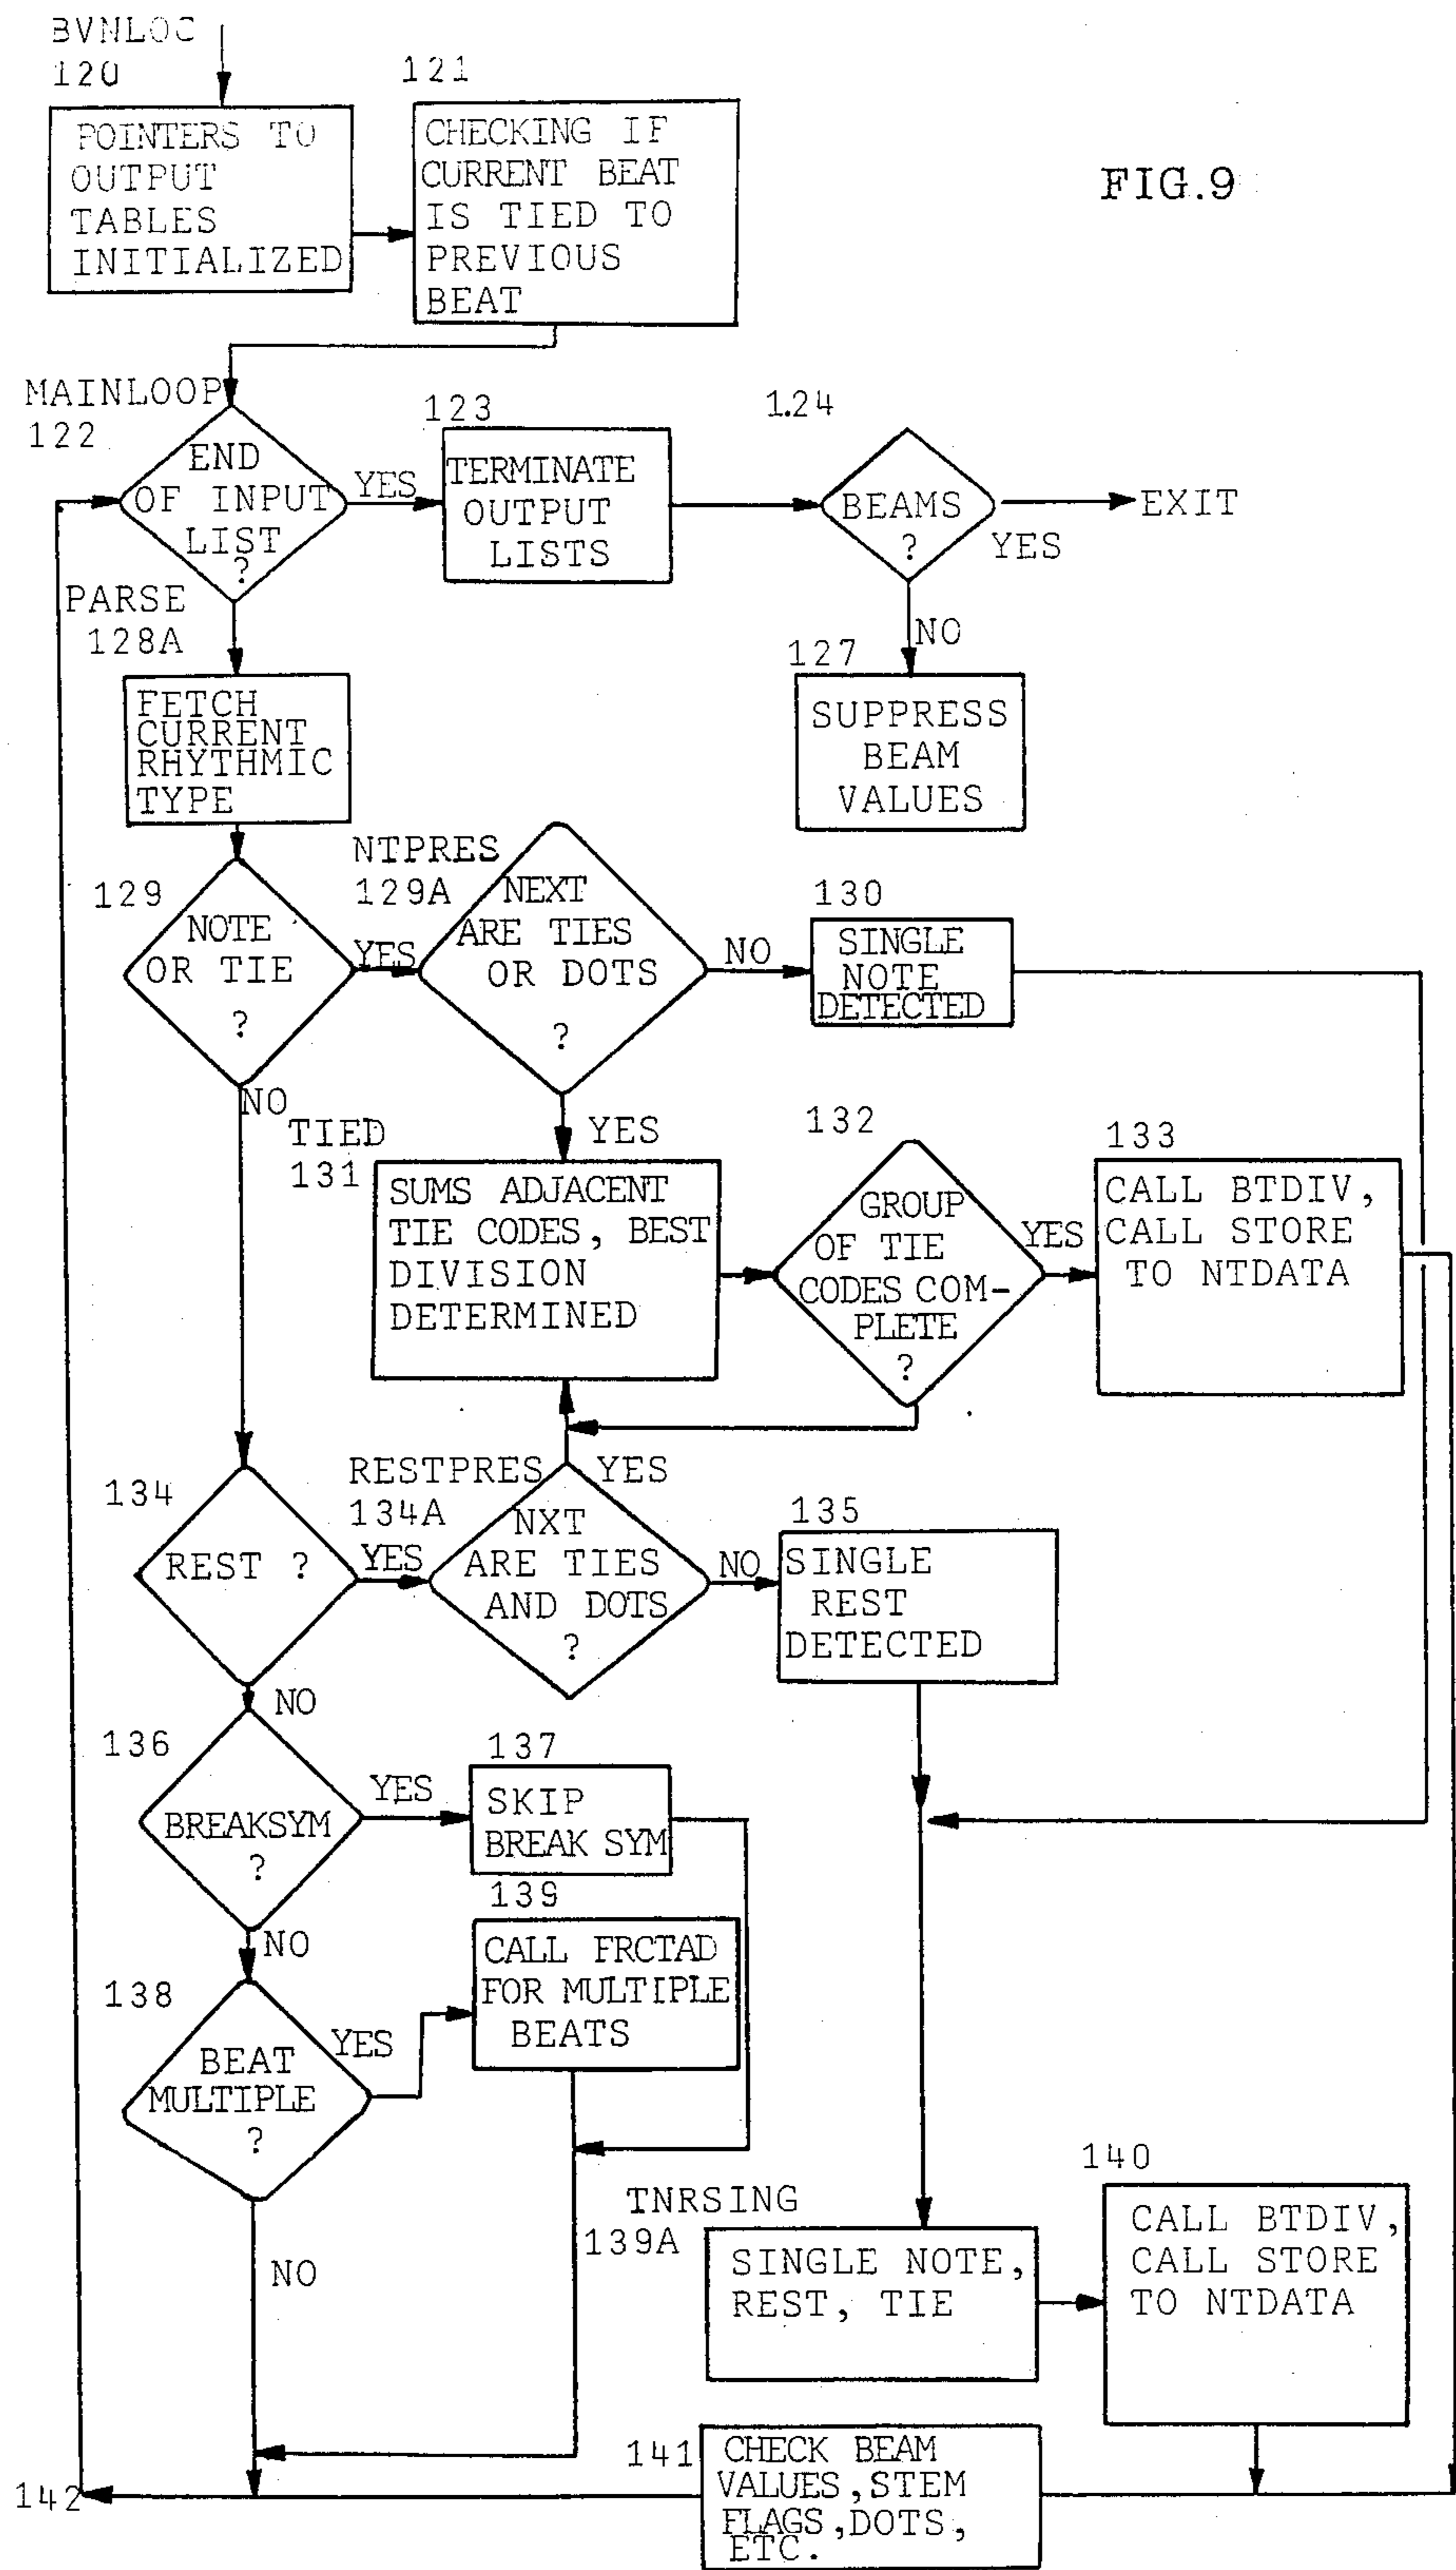 BVNLOC
120
POINTERS TO
OUTPUT
TABLES
INITIALIZED
121
CHECKING IF
CURRENT BEAT
IS TIED TO
PREVIOUS
BEAT
FIG.9
MAINLOOP
122
END
OF INPUT
LIST
?
YES
123
TERMINATE
OUTPUT
LISTS
1.24
BEAMS
?
YES
EXIT
NO
127
SUPPRESS
BEAM
VALUES
PARSE
128A
FETCH
CURRENT
RHYTHMIC
TYPE
129
NOTE
OR TIE
?
YES
NO
NTPRES
129A
NEXT
ARE TIES
OR DOTS
?
NO
YES
130
SINGLE
NOTE
DETECTED
TIED
131
SUMS ADJACENT
TIE CODES, BEST
DIVISION
DETERMINED
132
GROUP
OF TIE
CODES COM-
PLETE
?
YES
133
CALL BTDIV,
CALL STORE
TO NTDATA
134
REST ?
YES
NO
RESTPRES
134A
YES
NXT
ARE TIES
AND DOTS
?
NO
135
SINGLE
REST
DETECTED
136
BREAKSYM
?
YES
NO
137
SKIP
BREAK SYM
138
BEAT
MULTIPLE
?
YES
NO
139
CALL FRCTAD
FOR MULTIPLE
BEATS
TNRSING
139A
SINGLE NOTE,
REST, TIE
140
CALL BTDIV,
CALL STORE
TO NTDATA
141
CHECK BEAM
VALUES, STEM
FLAGS, DOTS,
ETC.
142